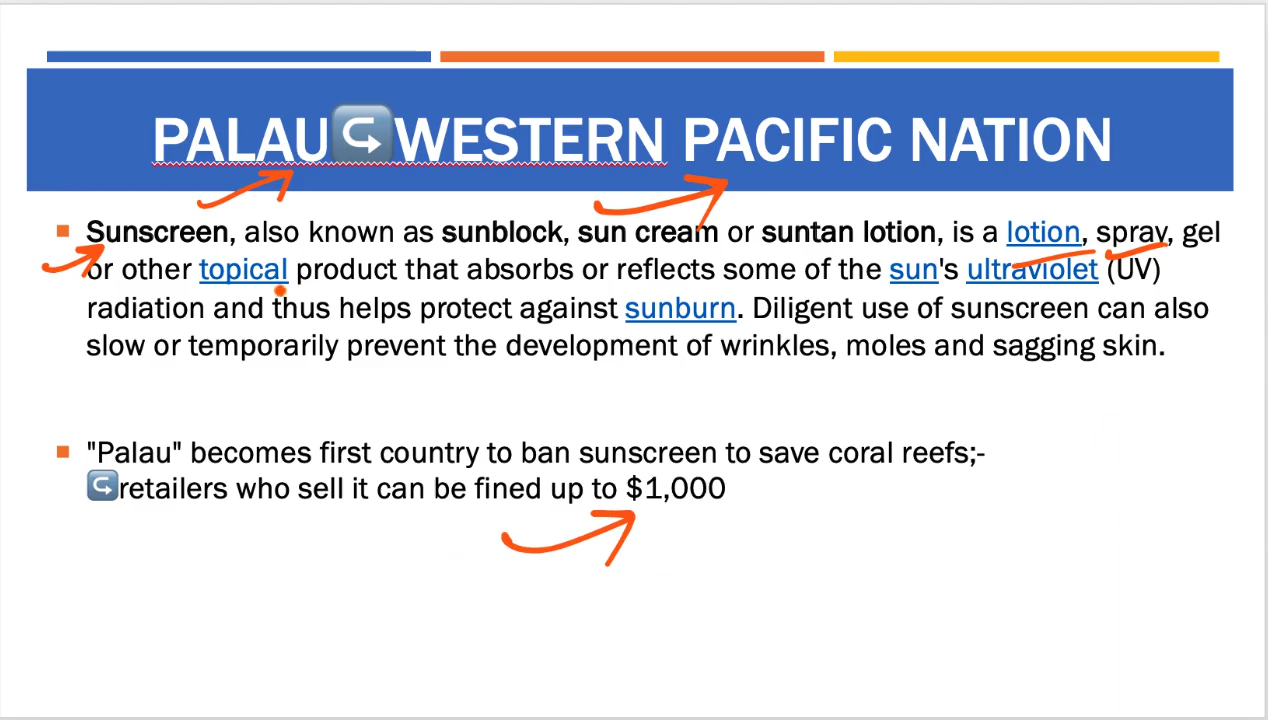 PALAU↪️WESTERN PACIFIC NATION
Sunscreen, also known as sunblock, sun cream or suntan lotion, is a lotion, spray, gel
or other topical product that absorbs or reflects some of the sun's ultraviolet (UV)
radiation and thus helps protect against sunburn. Diligent use of sunscreen can also
slow or temporarily prevent the development of wrinkles, moles and sagging skin.
"Palau" becomes first country to ban sunscreen to save coral reefs;-
↪️retailers who sell it can be fined up to $1,000